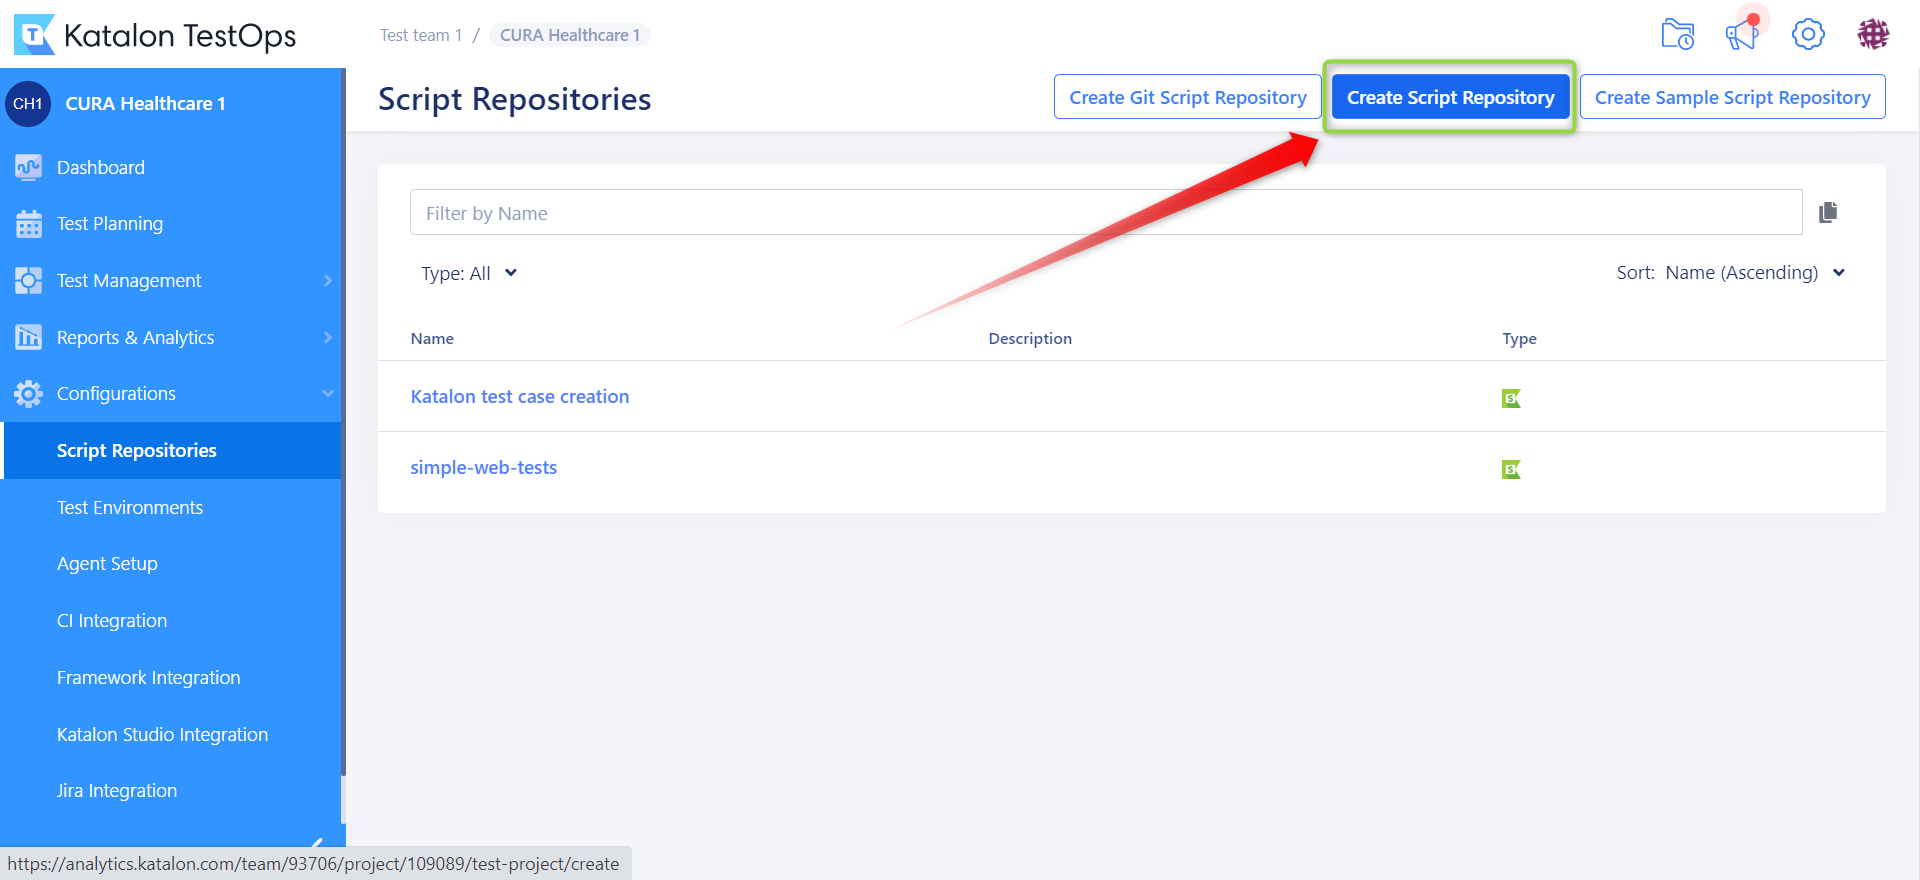 Katalon TestOps
Test team 1 / CURA Healthcare 1
CH1 CURA Healthcare 1
Dashboard
Test Planning
Test Management
Reports & Analytics
Configurations
Script Repositories
Test Environments
Agent Setup
CI Integration
Framework Integration
Katalon Studio Integration
Jira Integration
Script Repositories
Create Git Script Repository
Create Script Repository
Create Sample Script Repository
Filter by Name
Type: All
Sort: Name (Ascending)
Name Description Type
Katalon test case creation
simple-web-tests
https://analytics.katalon.com/team/93706/project/109089/test-project/create